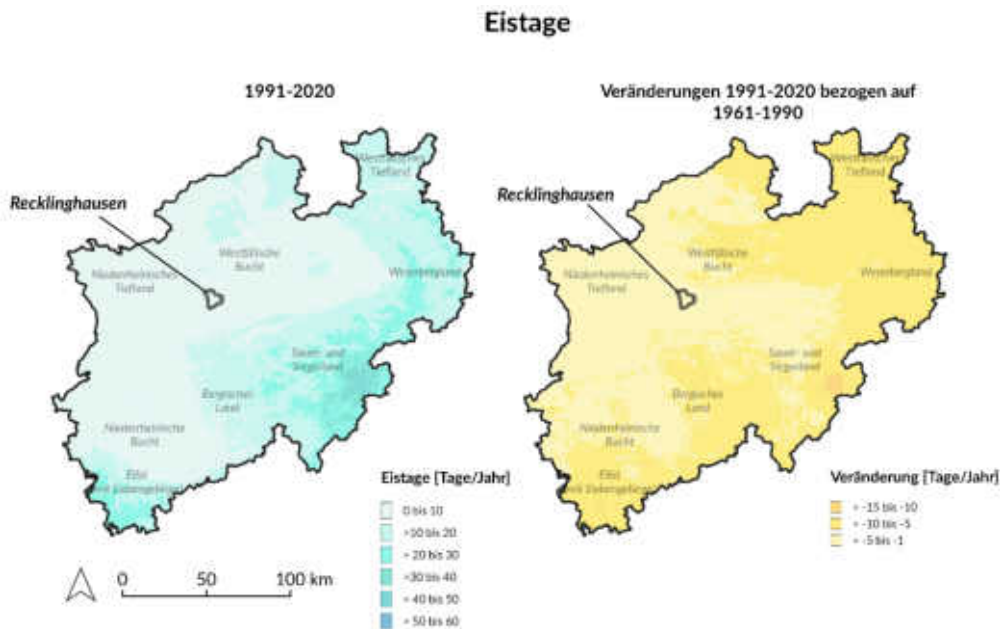 Eistage
1991-2020
Veränderungen 1991-2020 bezogen auf
1961-1990
Westfälisches
Tiefland
Recklinghausen
Westfälische
Bucht
Niederrheinisches
Tiefland
Weserbergland
Sauer- und
Siegerland
Bergisches
Land
Niederrheinische
Bucht
Eifel
Westfälisches
Tiefland
Recklinghausen
Westfälische
Bucht
Niederrheinisches
Tiefland
Weserbergland
Sauer- und
Siegerland
Bergisches
Land
Niederrheinische
Bucht
Eifel
Eistage [Tage/Jahr]
0 bis 10
>10 bis 20
> 20 bis 30
>30 bis 40
> 40 bis 50
> 50 bis 60
Veränderung [Tage/Jahr]
> -15 bis -10
> -10 bis -5
> -5 bis -1
0 50 100 km